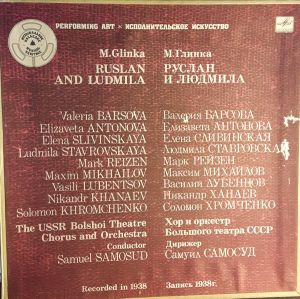 PERFORMING ART × ИСПОЛНИТЕЛЬСКОЕ ИСКУССТВО
M.Glinka
RUSLAN
AND LUDMILA
М.Глинка
РУСЛАН
И ЛЮДМИЛА
Valeria BARSOVA
Elizaveta ANTONOVA
Elena SLIVINSKAYA
Ludmila STAVROVSKAYA
Mark REIZEN
Maxim MIKHAILOV
Vasili LUBENTSOV
Nikandr KHANAEV
Solomon KHROMCHENKO
Валерия БАРСОВА
Елизавета АНТОНОВА
Елена СЛИВИНСКАЯ
Людмила СТАВРОВСКАЯ
Марк РЕЙЗЕН
Максим МИХАЙЛОВ
Василий ЛУБЕНЦОВ
Никандр ХАНАЕВ
Соломон ХРОМЧЕНКО
The USSR Bolshoi Theatre
Chorus and Orchestra
Conductor
Samuel SAMOSUD
Хор и оркестр
Большого театра СССР
Дирижер
Самуил САМОСУД
Recorded in 1938
Запись 1938г.